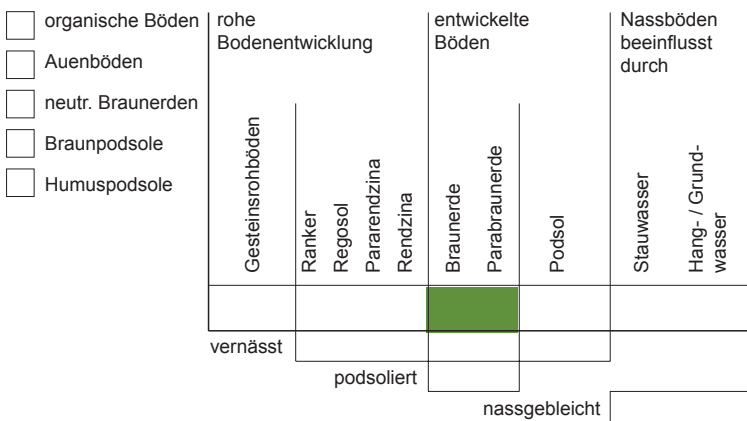 organische Böden
Auenböden
neutr. Braunerden
Braunpodsole
Humuspodsole
rohe
Bodenentwicklung
entwickelte
Böden
Nassböden
beeinflusst
durch
Gesteinsrohböden
Ranker
Regosol
Pararendzina
Rendzina
Braunerde
Parabraunerde
Podsol
Stauwasser
Hang- / Grund-
wasser
vernässt
podsoliert
nassgebleicht